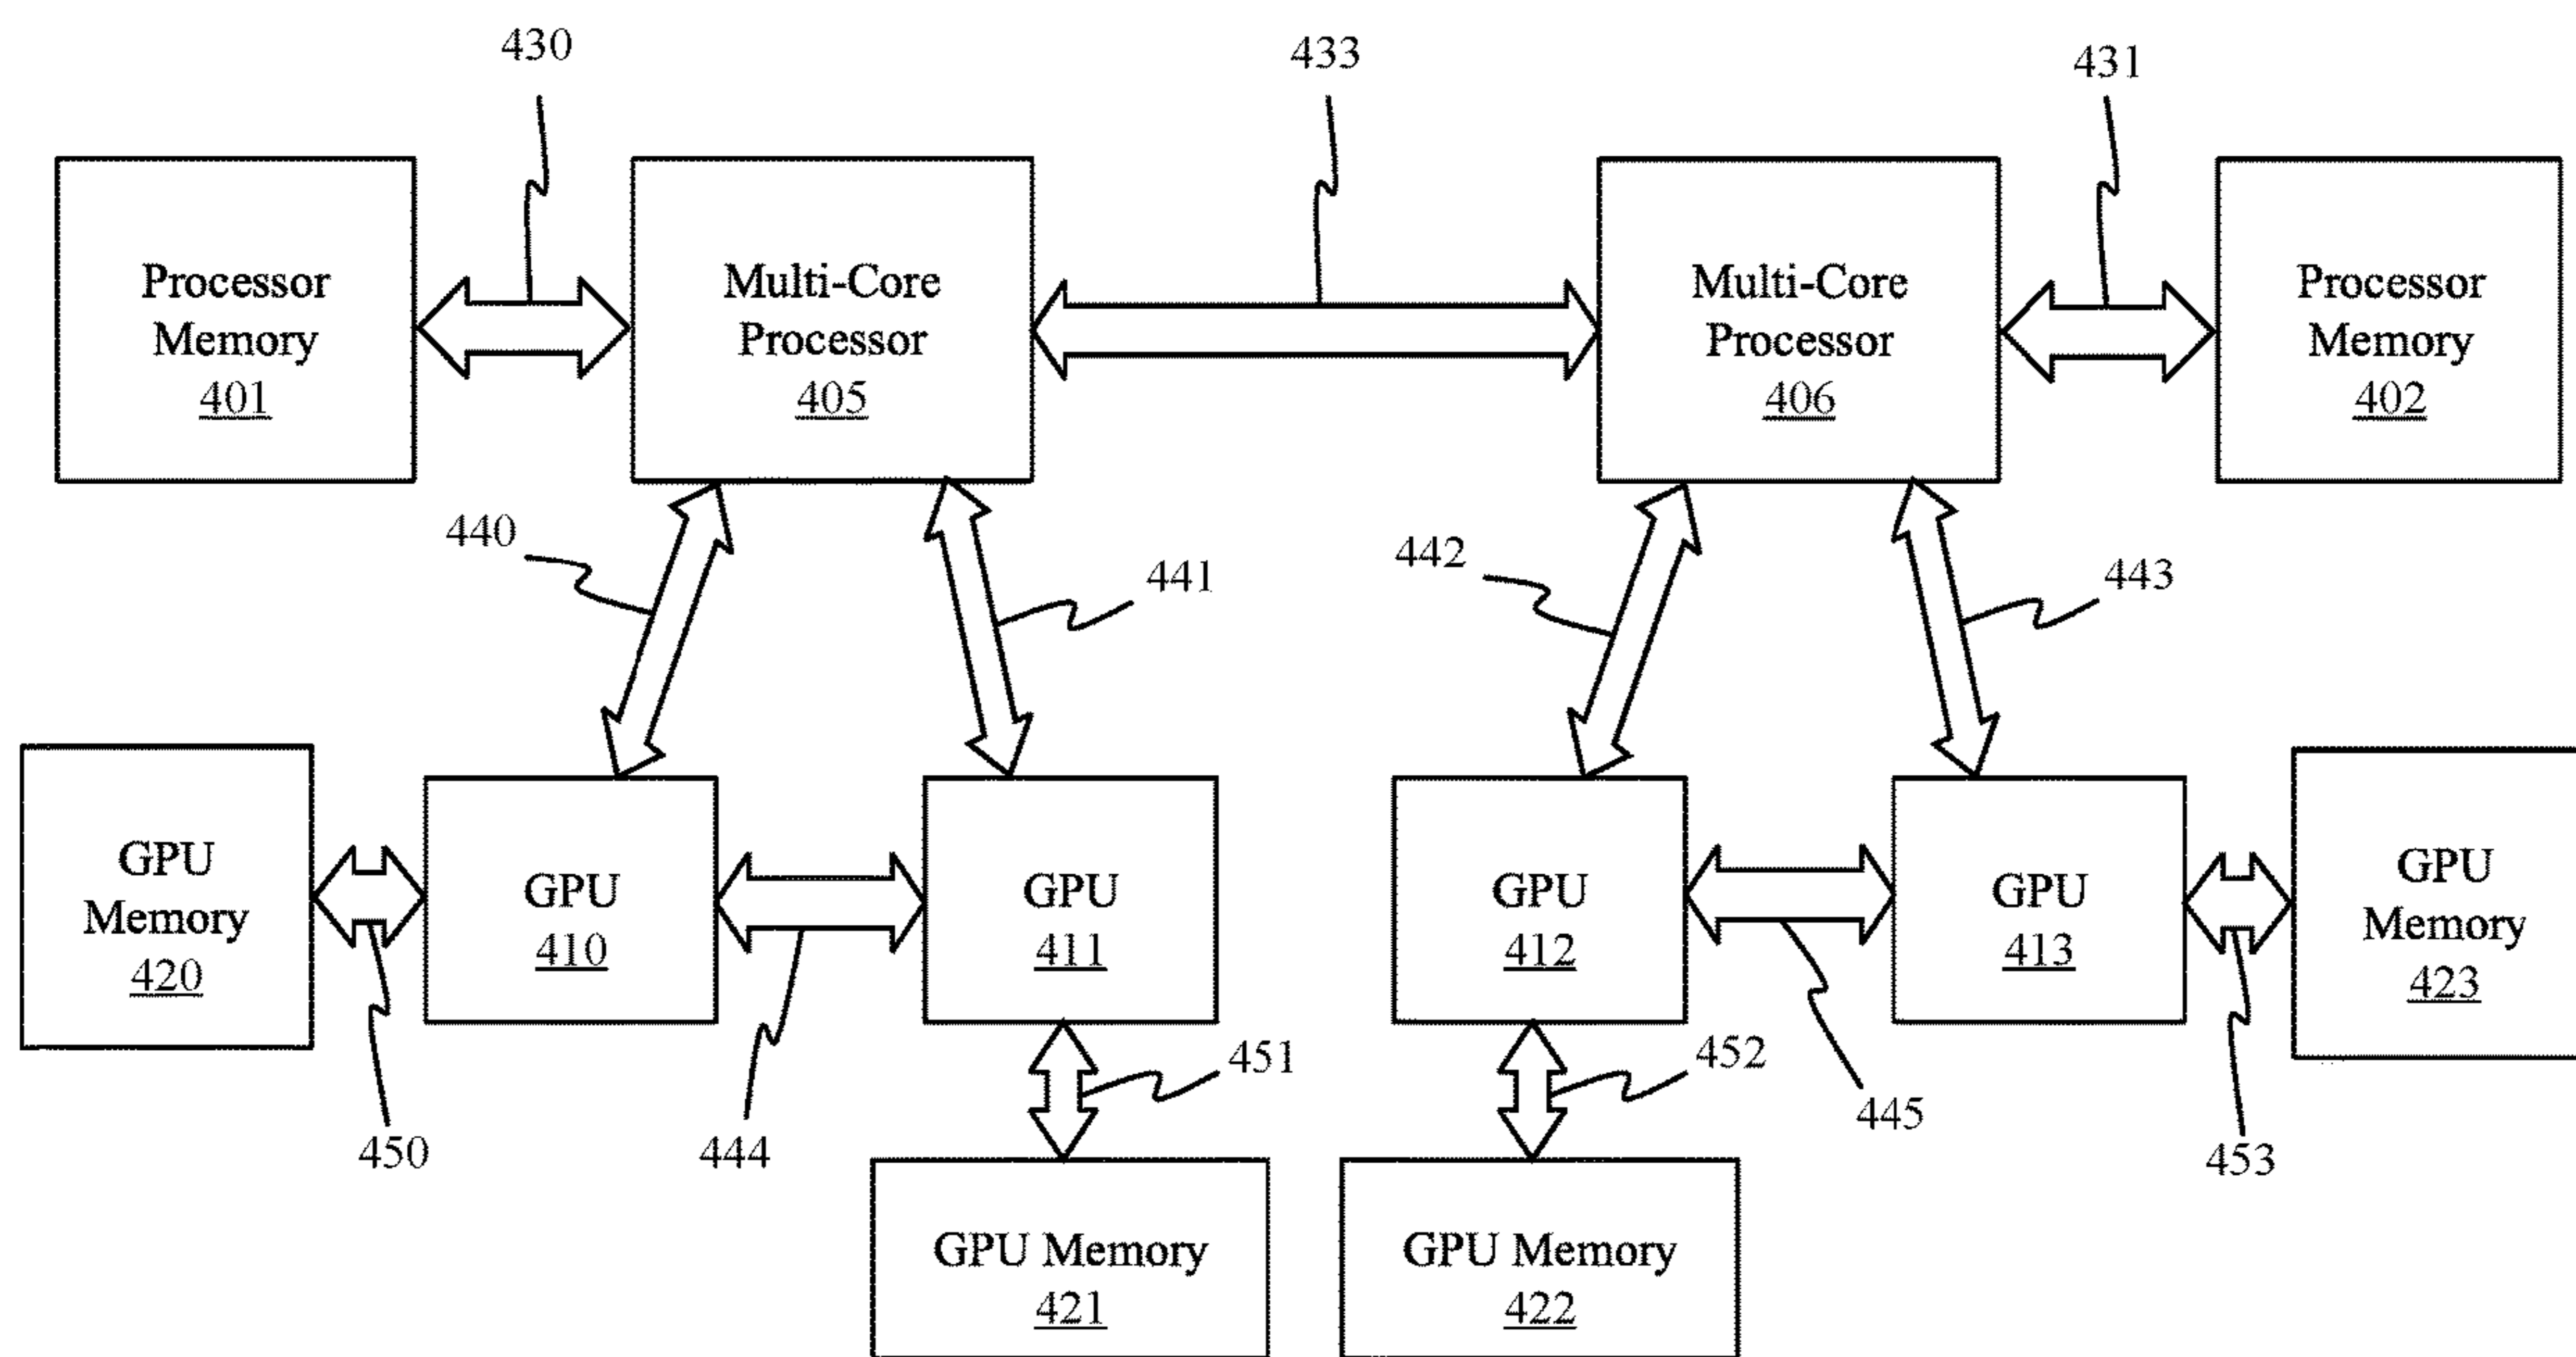 430
433
431
Processor
Memory
401
Multi-Core
Processor
405
Multi-Core
Processor
406
Processor
Memory
402
440
441
442
443
GPU
Memory
420
GPU
410
GPU
411
GPU
412
GPU
413
GPU
Memory
423
450
444
451
452
445
453
GPU Memory
421
GPU Memory
422